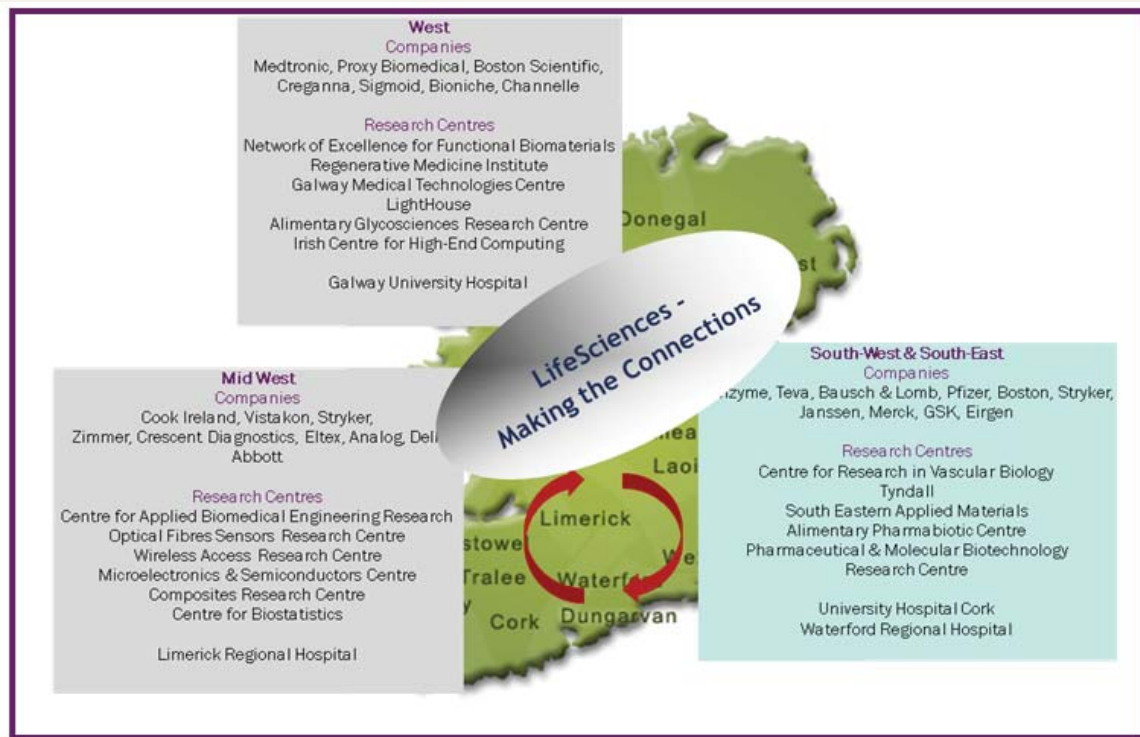 West
Companies
Medtronic, Proxy Biomedical, Boston Scientific,
Creganna, Sigmoid, Bioniche, Channelle
Research Centres
Network of Excellence for Functional Biomaterials
Regenerative Medicine Institute
Galway Medical Technologies Centre
LightHouse
Alimentary Glycosciences Research Centre
Irish Centre for High-End Computing
Galway University Hospital
Donegal
LifeSciences -
Making the Connections
Mid West
Companies
Cook Ireland, Vistakon, Stryker,
Zimmer, Crescent Diagnostics, Eltex, Analog,
Abbott
Research Centres
Centre for Applied Biomedical Engineering Research
Optical Fibres Sensors Research Centre
Wireless Access Research Centre
Microelectronics & Semiconductors Centre
Composites Research Centre
Centre for Biostatistics
Limerick Regional Hospital
South-West & South-East
Companies
Teva, Bausch & Lomb, Pfizer, Boston, Stryker,
Janssen, Merck, GSK, Eirgen
Research Centres
Centre for Research in Vascular Biology
Tyndall
South Eastern Applied Materials
Alimentary Pharmabiotic Centre
Pharmaceutical & Molecular Biotechnology
Research Centre
University Hospital Cork
Waterford Regional Hospital
Limerick
Tralee
Cork
Dungarvan